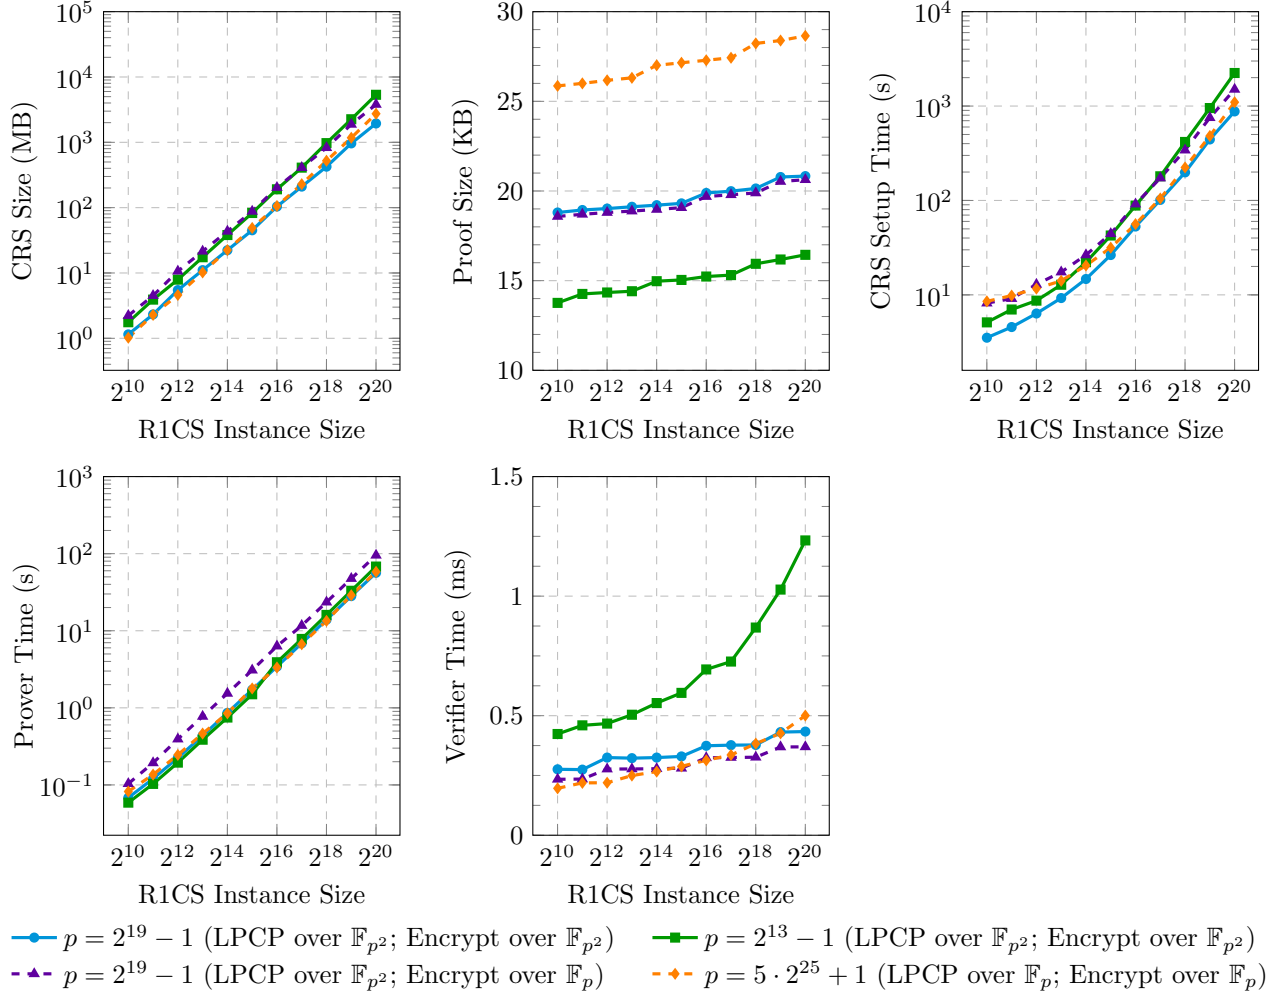 10^5
10^4
10^3
10^2
10^1
10^0
CRS Size (MB)
2^10 2^12 2^14 2^16 2^18 2^20
R1CS Instance Size
30
25
20
15
10
Proof Size (KB)
2^10 2^12 2^14 2^16 2^18 2^20
R1CS Instance Size
10^4
10^3
10^2
10^1
CRS Setup Time (s)
2^10 2^12 2^14 2^16 2^18 2^20
R1CS Instance Size
10^3
10^2
10^1
10^0
10^−1
Prover Time (s)
2^10 2^12 2^14 2^16 2^18 2^20
R1CS Instance Size
1.5
1
0.5
0
Verifier Time (ms)
2^10 2^12 2^14 2^16 2^18 2^20
R1CS Instance Size
p = 2^19 − 1 (LPCP over 𝔽_{p^2}; Encrypt over 𝔽_{p^2})
p = 2^13 − 1 (LPCP over 𝔽_{p^2}; Encrypt over 𝔽_{p^2})
p = 2^19 − 1 (LPCP over 𝔽_{p^2}; Encrypt over 𝔽_p)
p = 5 · 2^25 + 1 (LPCP over 𝔽_p; Encrypt over 𝔽_p)